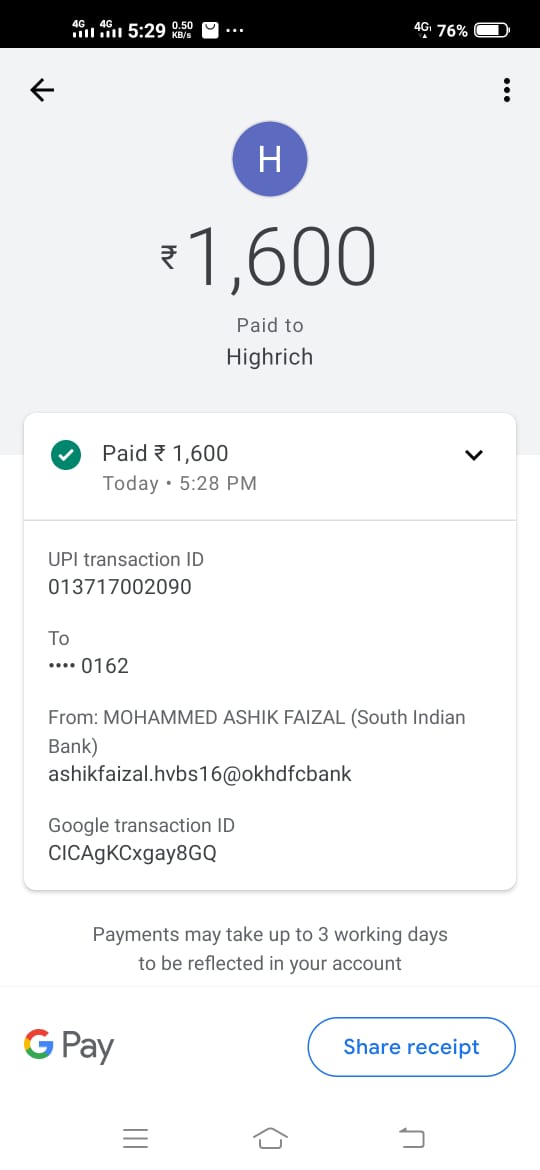 4G 4G 5:29 0.50 KB/s ... 4G 76%
H
₹1,600
Paid to
Highrich
Paid ₹ 1,600
Today • 5:28 PM
UPI transaction ID
013717002090
To
•••• 0162
From: MOHAMMED ASHIK FAIZAL (South Indian
Bank)
ashikfaizal.hvbs16@okhdfcbank
Google transaction ID
CICAgKCxgay8GQ
Payments may take up to 3 working days
to be reflected in your account
G Pay
Share receipt